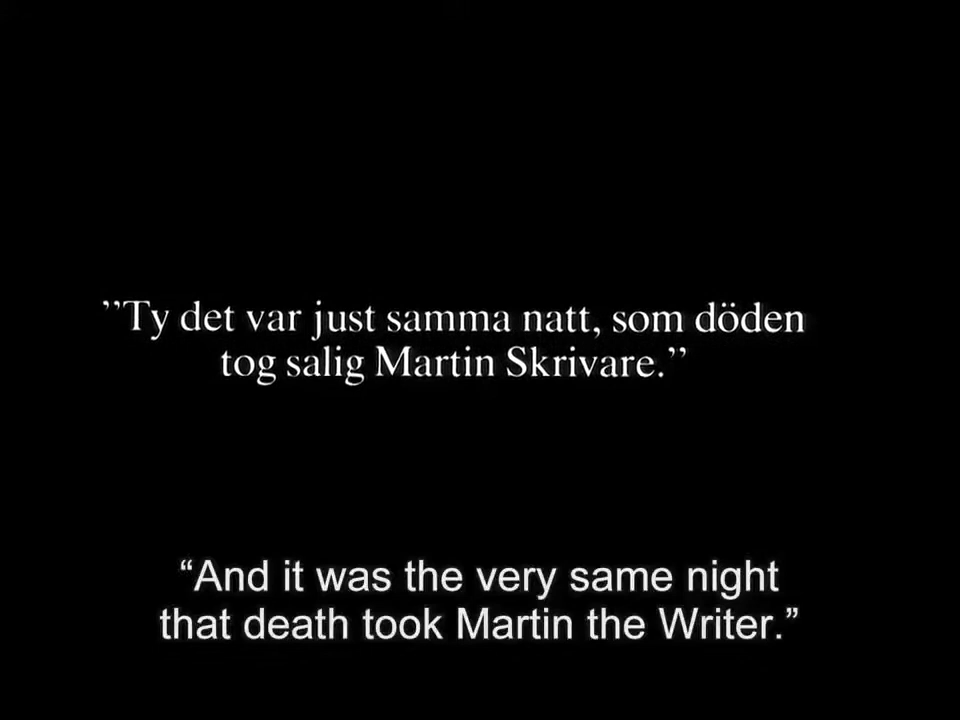 ”Ty det var just samma natt, som döden
tog salig Martin Skrivare.”
“And it was the very same night
that death took Martin the Writer.”